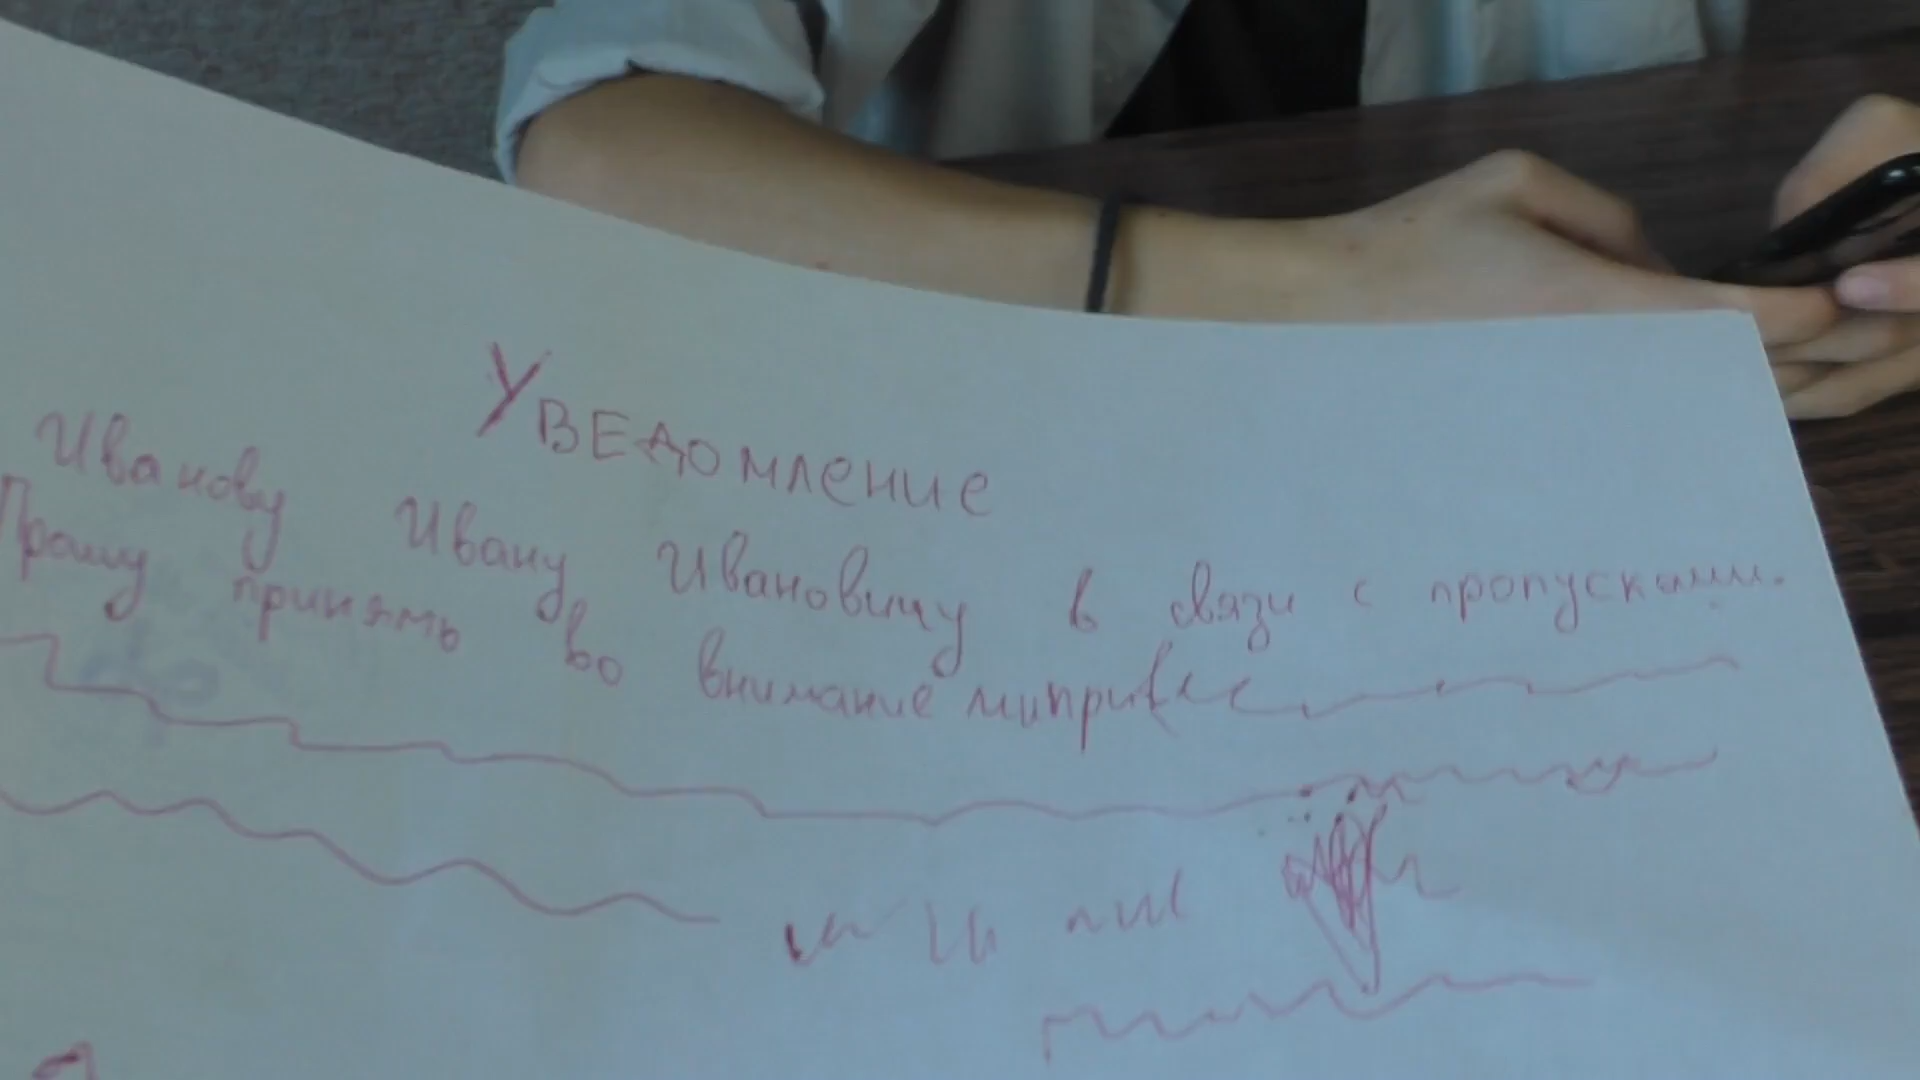 Уведомление
Иванову Ивану Ивановичу в связи с пропусками.
Прошу принять во внимание